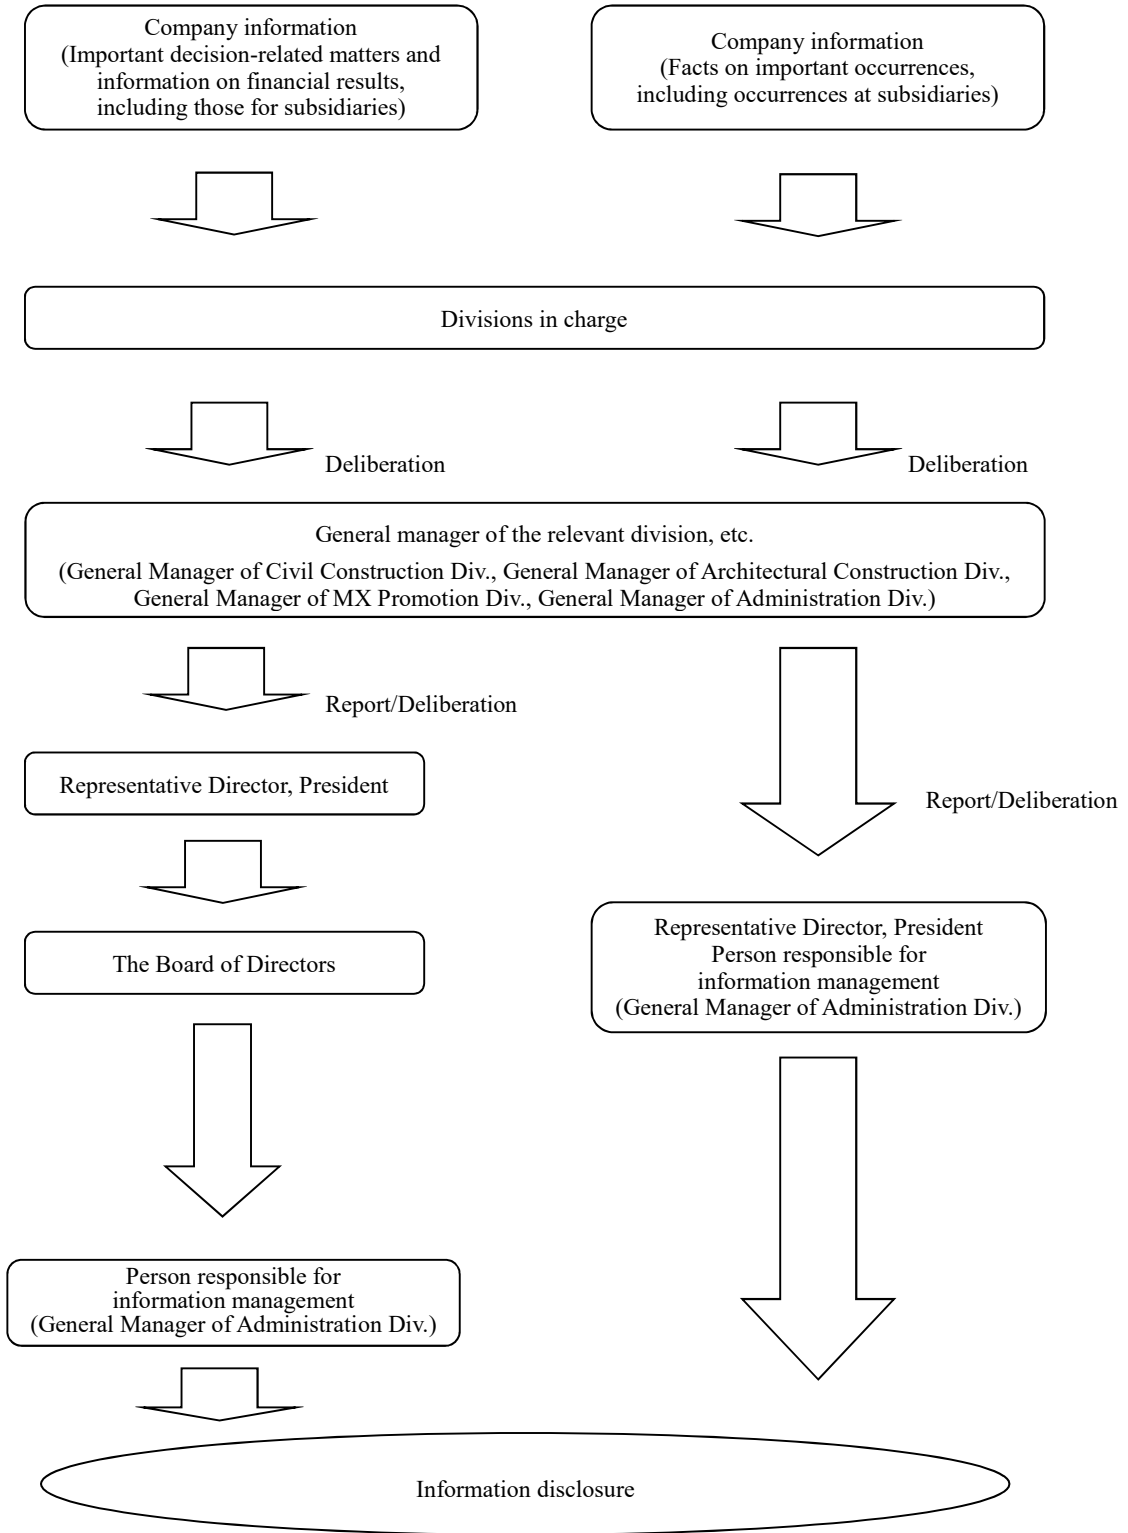 Company information
(Important decision-related matters and
information on financial results,
including those for subsidiaries)
Company information
(Facts on important occurrences,
including occurrences at subsidiaries)
Divisions in charge
Deliberation
Deliberation
General manager of the relevant division, etc.
(General Manager of Civil Construction Div., General Manager of Architectural Construction Div.,
General Manager of MX Promotion Div., General Manager of Administration Div.)
Report/Deliberation
Representative Director, President
Report/Deliberation
The Board of Directors
Representative Director, President
Person responsible for
information management
(General Manager of Administration Div.)
Person responsible for
information management
(General Manager of Administration Div.)
Information disclosure